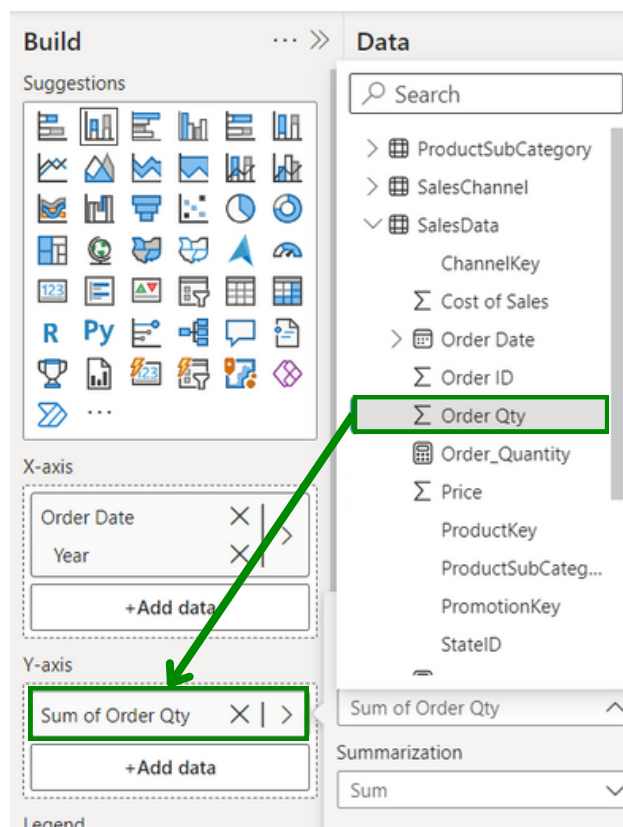 Build
Data
Suggestions
Search
ProductSubCategory
SalesChannel
SalesData
ChannelKey
Cost of Sales
Order Date
Order ID
Order Qty
Order_Quantity
Price
ProductKey
ProductSubCateg...
PromotionKey
StateID
123
R
Py
123
...
X-axis
Order Date
Year
+Add data
Y-axis
Sum of Order Qty
+Add data
Sum of Order Qty
Summarization
Sum
Legend